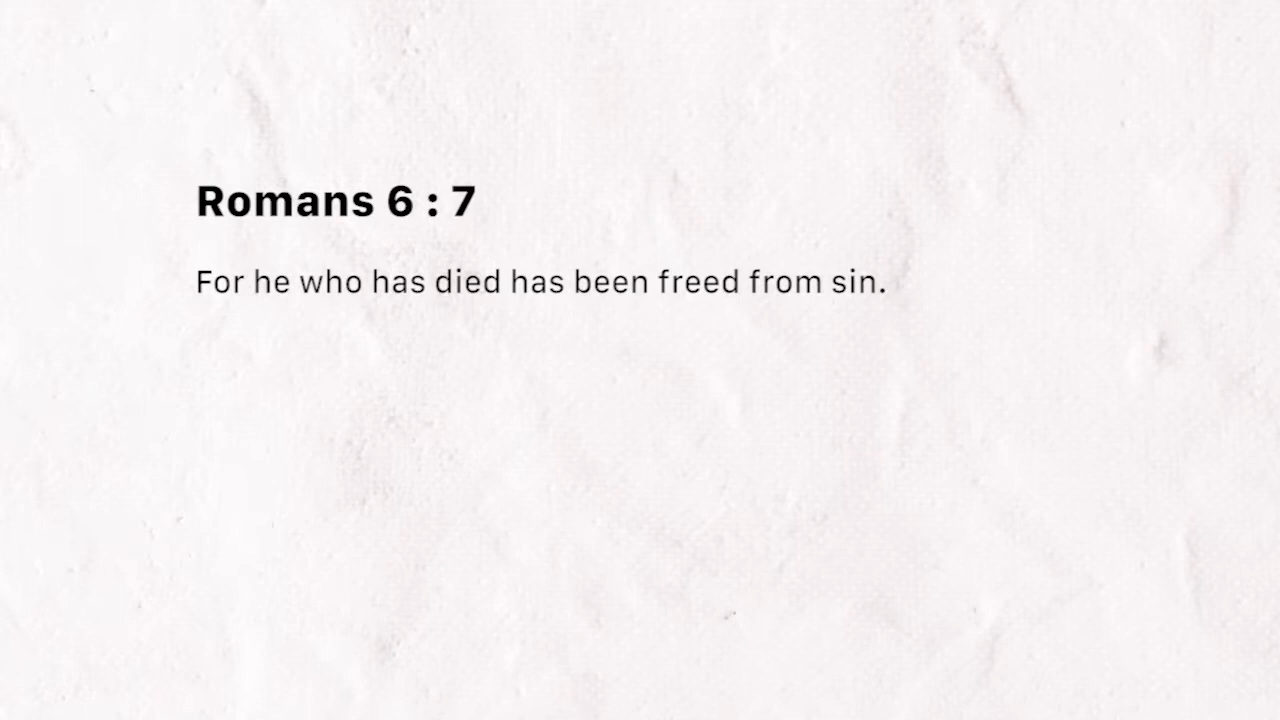 Romans 6 : 7
For he who has died has been freed from sin.